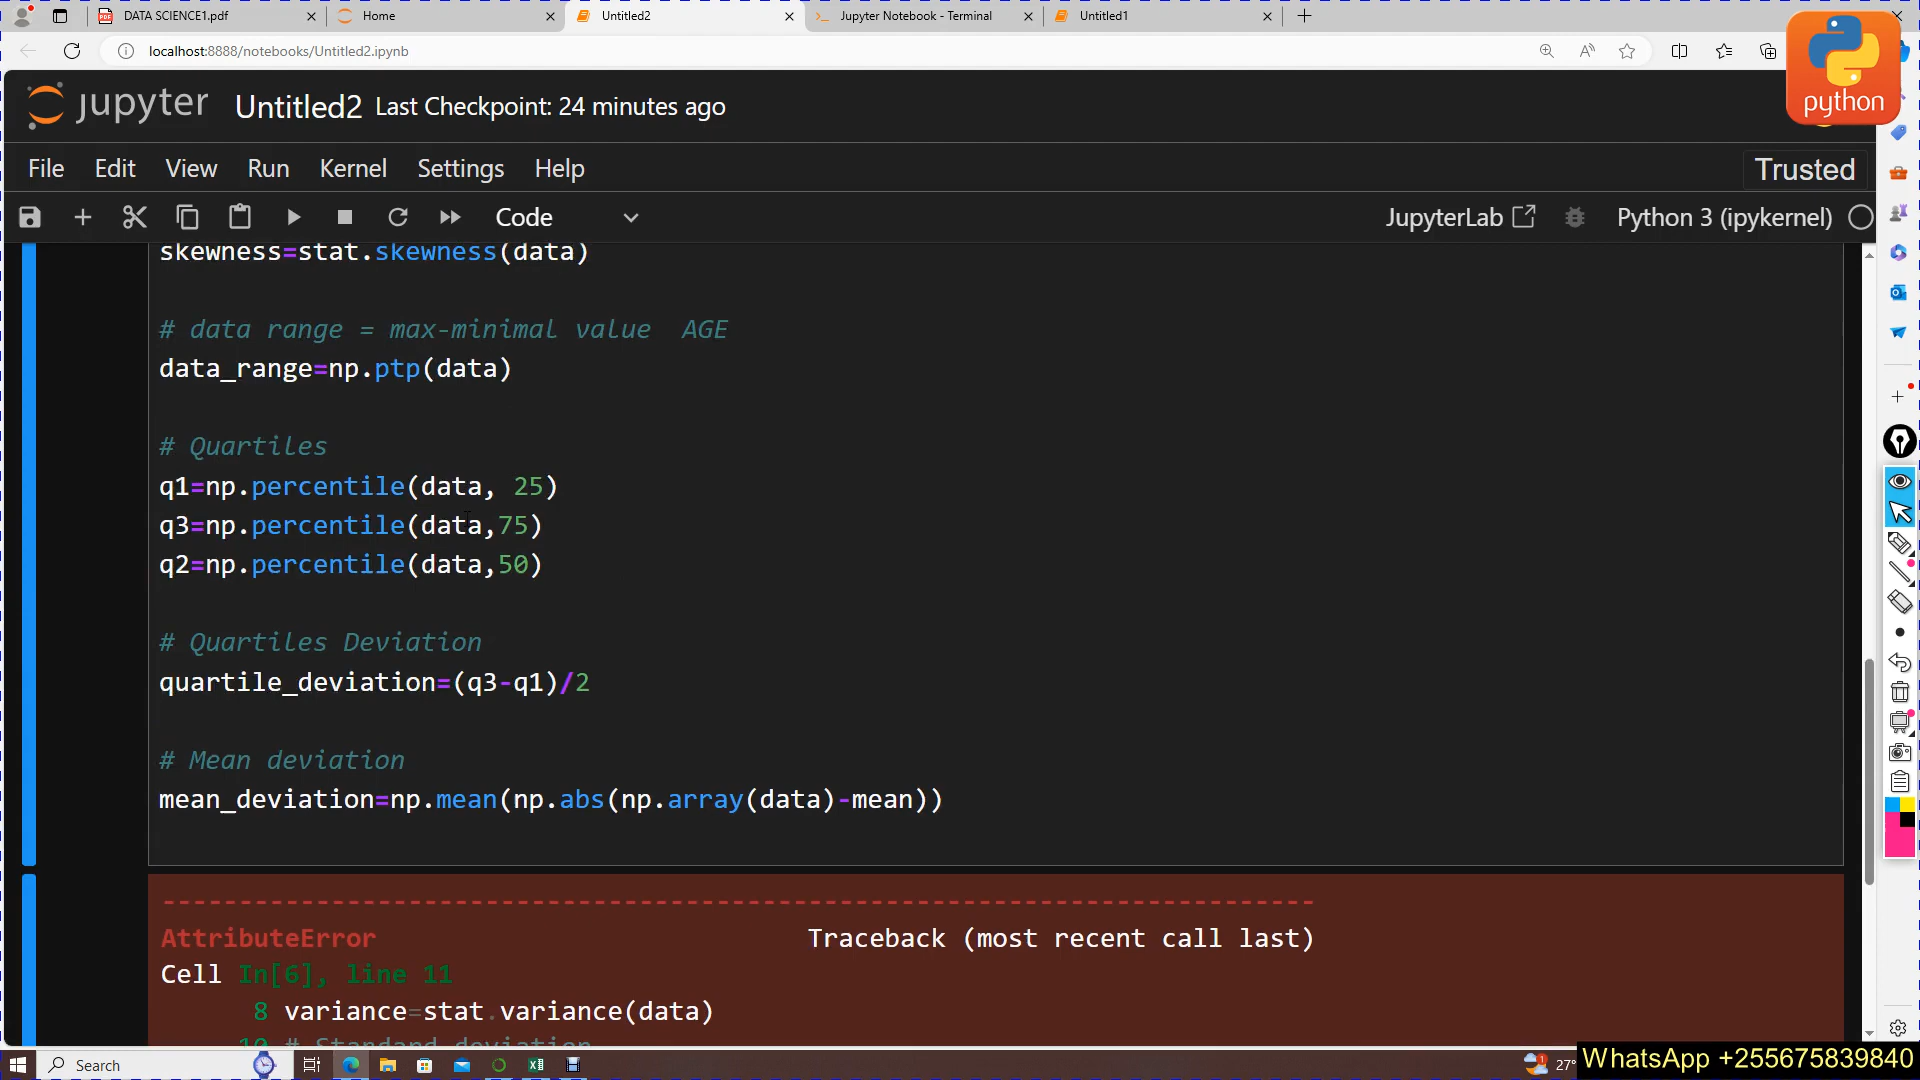 DATA SCIENCE1.pdf
Home
Untitled2
Jupyter Notebook - Terminal
Untitled1
localhost:8888/notebooks/Untitled2.ipynb
python
jupyter Untitled2 Last Checkpoint: 24 minutes ago
File Edit View Run Kernel Settings Help
Trusted
Code
JupyterLab
Python 3 (ipykernel)
skewness=stat.skewness(data)
# data range = max-minimal value  AGE
data_range=np.ptp(data)
# Quartiles
q1=np.percentile(data, 25)
q3=np.percentile(data,75)
q2=np.percentile(data,50)
# Quartiles Deviation
quartile_deviation=(q3-q1)/2
# Mean deviation
mean_deviation=np.mean(np.abs(np.array(data)-mean))
--------------------------------------------------------------------------- 
AttributeError Traceback (most recent call last)
Cell In[6], line 11
8 variance=stat.variance(data)
10 # Standard deviation
Search
27°
WhatsApp +255675839840